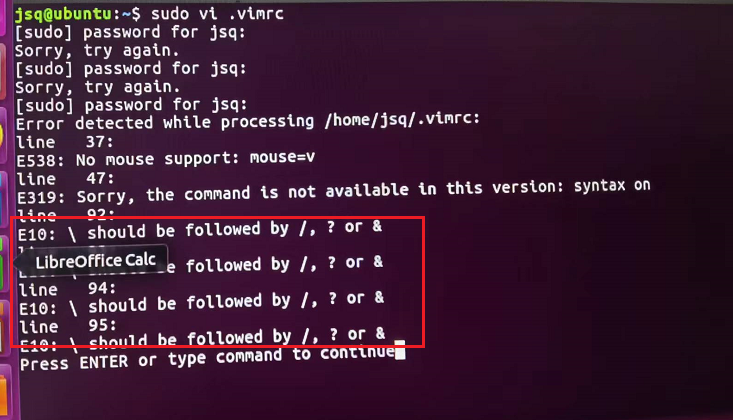 jsq@ubuntu:~$ sudo vi .vimrc
[sudo] password for jsq:
Sorry, try again.
[sudo] password for jsq:
Sorry, try again.
[sudo] password for jsq:
Error detected while processing /home/jsq/.vimrc:
line   37:
E538: No mouse support: mouse=v
line   47:
E319: Sorry, the command is not available in this version: syntax on
line   92:
E10: \ should be followed by /, ? or &
LibreOffice Calc
be followed by /, ? or &
line   94:
E10: \ should be followed by /, ? or &
line   95:
E10: \ should be followed by /, ? or &
Press ENTER or type command to continue